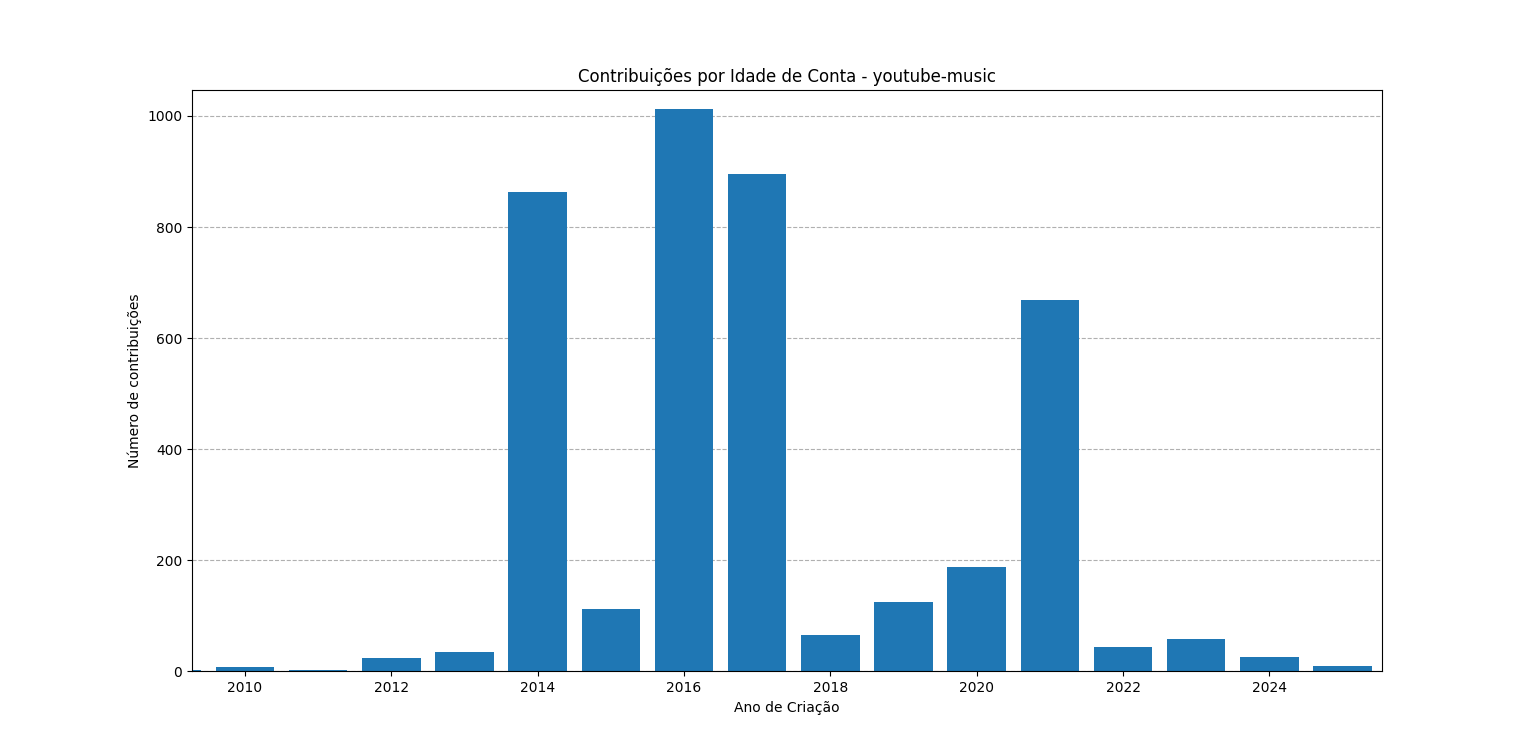 Contribuições por Idade de Conta - youtube-music
1000
800
600
400
200
0
Número de contribuições
2010 2012 2014 2016 2018 2020 2022 2024
Ano de Criação